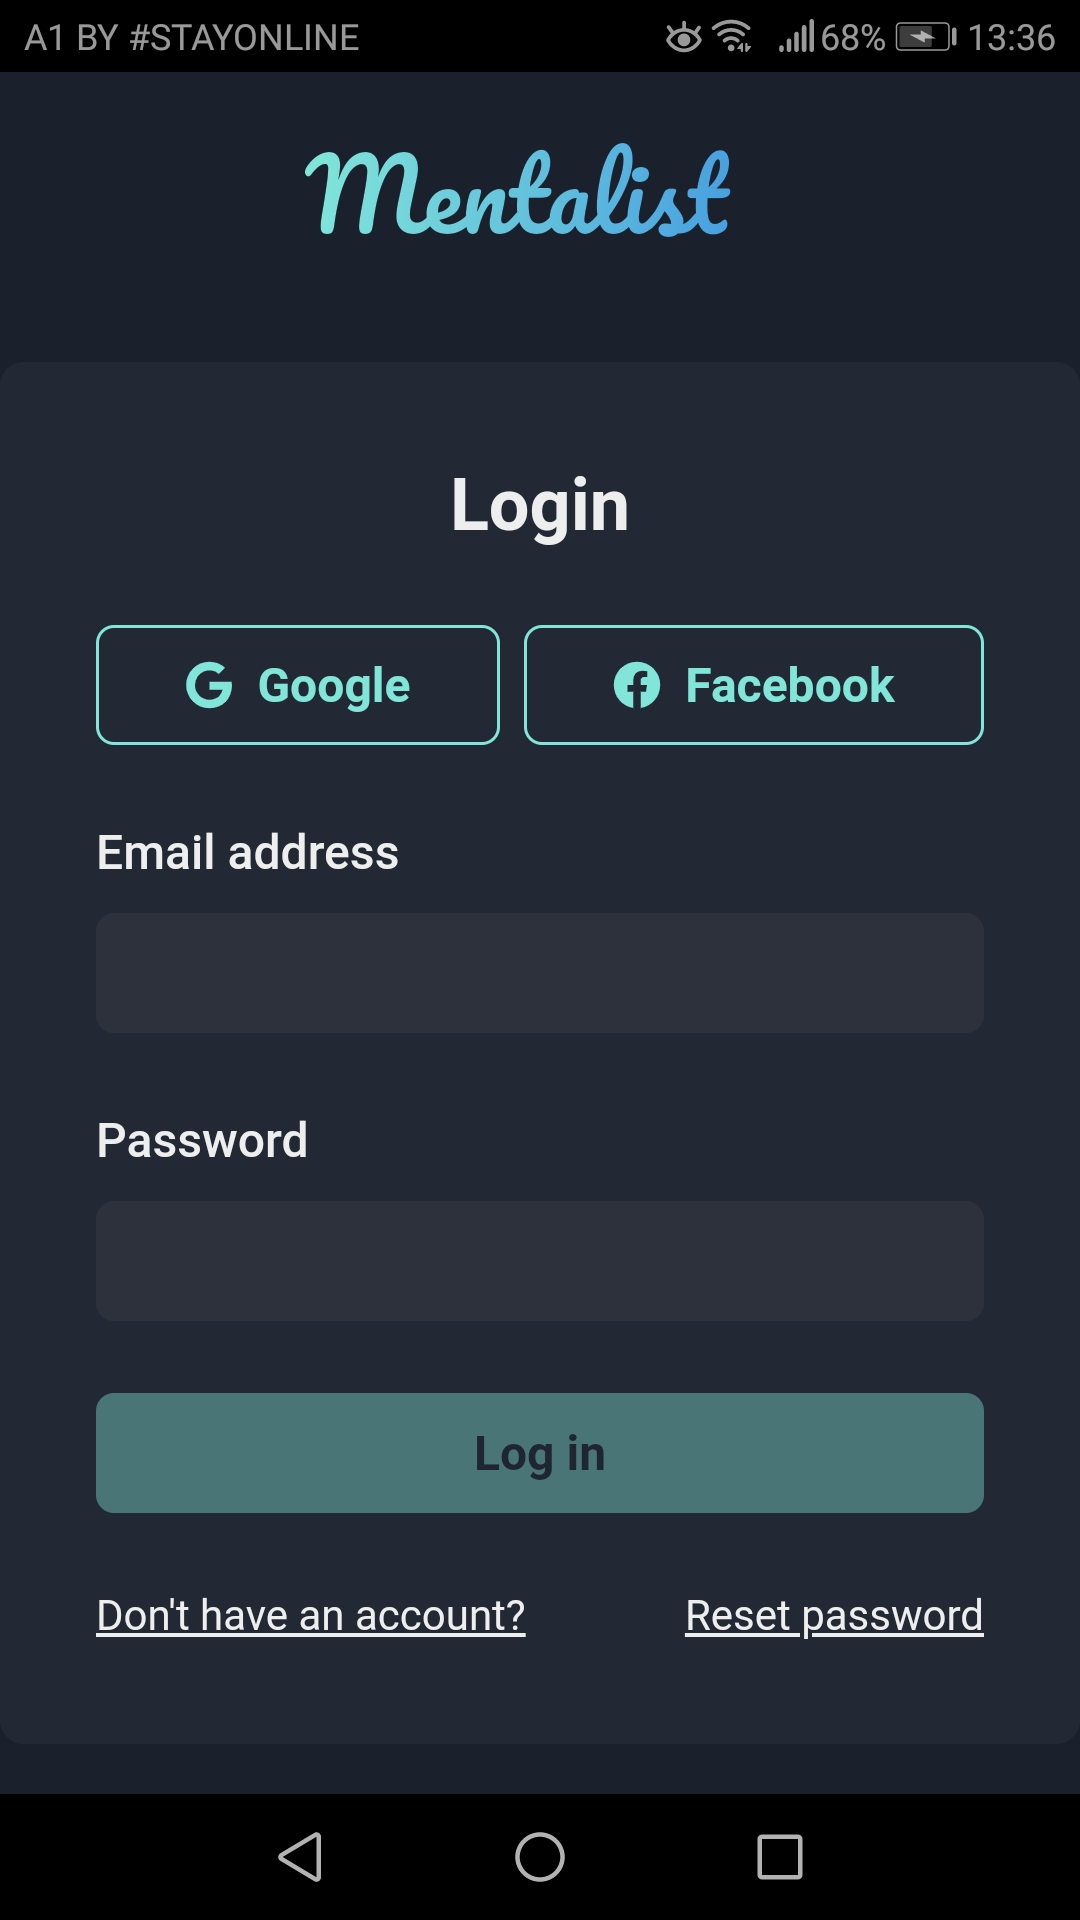 A1 BY #STAYONLINE 68% 13:36
Mentalist
Login
Google Facebook
Email address
Password
Log in
Don't have an account? Reset password